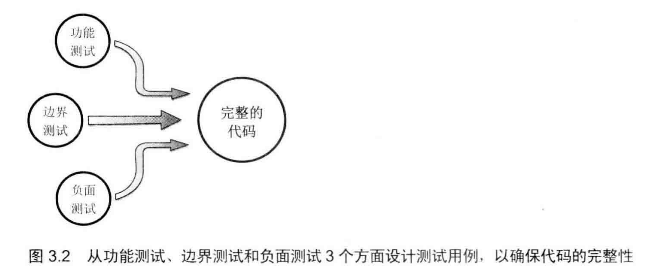 功能
测试
边界
测试
完整的
代码
负面
测试
图 3.2 从功能测试、边界测试和负面测试 3 个方面设计测试用例，以确保代码的完整性